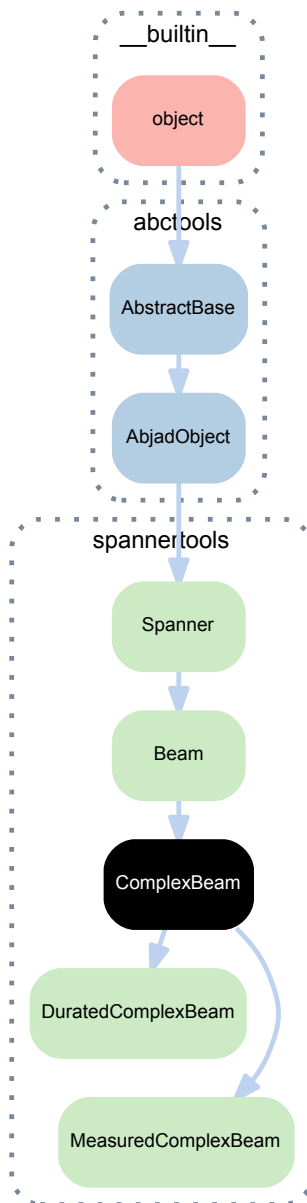 __builtin__
object
abctools
AbstractBase
AbjadObject
spannertools
Spanner
Beam
ComplexBeam
DuratedComplexBeam
MeasuredComplexBeam